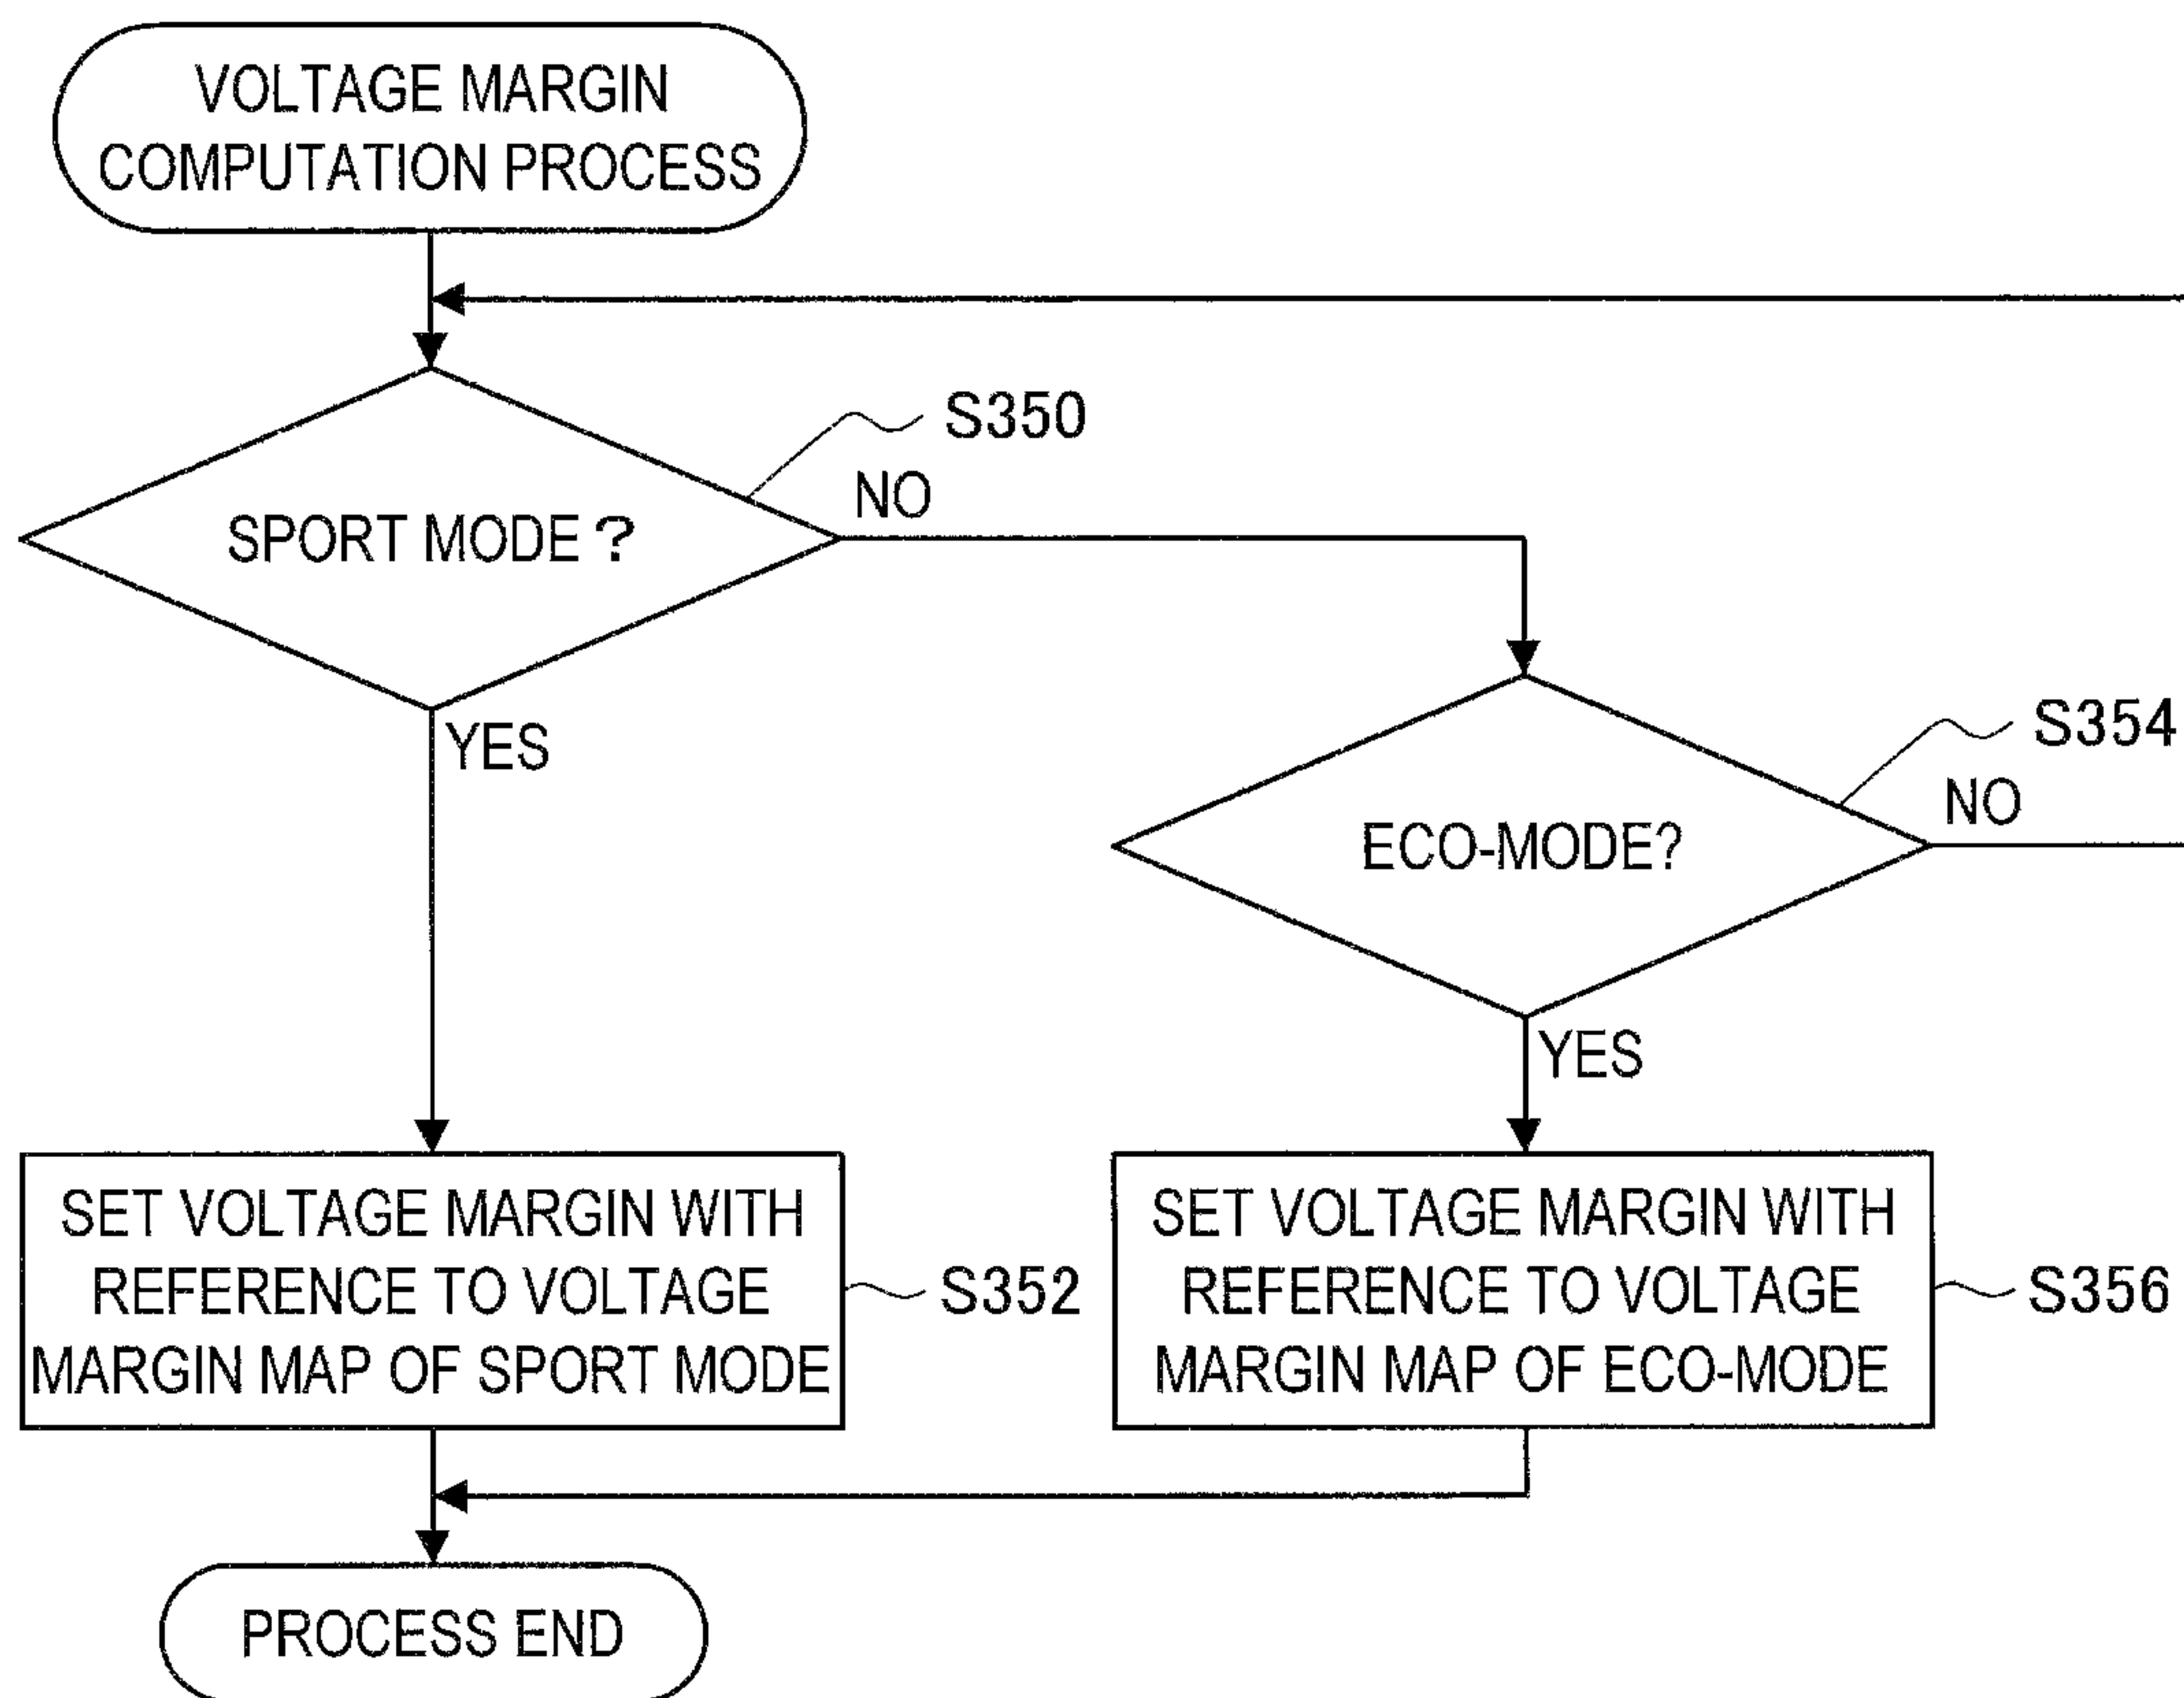 VOLTAGE MARGIN
COMPUTATION PROCESS
S350
NO
SPORT MODE ?
YES
S354
NO
ECO-MODE?
YES
SET VOLTAGE MARGIN WITH
REFERENCE TO VOLTAGE
MARGIN MAP OF SPORT MODE
S352
SET VOLTAGE MARGIN WITH
REFERENCE TO VOLTAGE
MARGIN MAP OF ECO-MODE
S356
PROCESS END